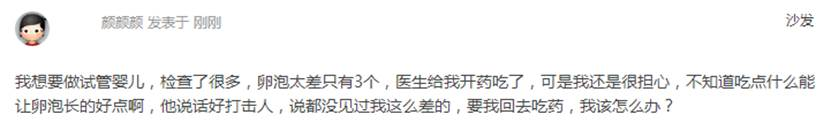 颜颜颜 发表于 刚刚
沙发
我想要做试管婴儿，检查了很多，卵泡太差只有3个，医生给我开药吃了，可是我还是很担心，不知道吃点什么能
让卵泡长的好点啊，他说话好打击人，说都没见过我这么差的，要我回去吃药，我该怎么办？